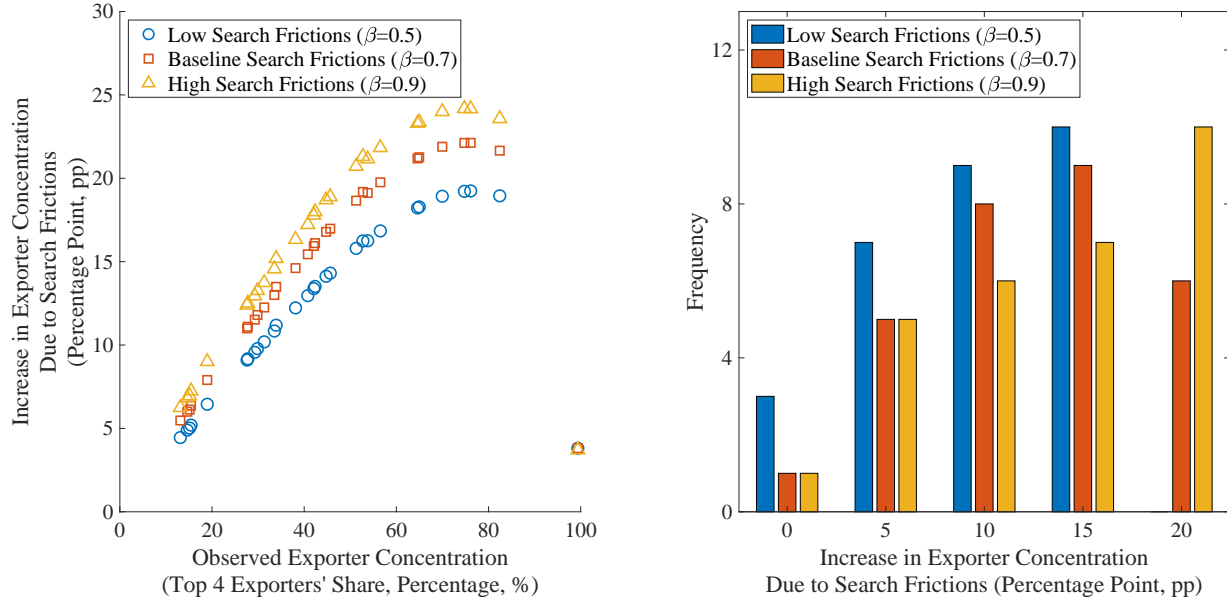 30
25
20
15
10
5
0
Increase in Exporter Concentration
Due to Search Frictions
(Percentage Point, pp)
Low Search Frictions (β=0.5)
Baseline Search Frictions (β=0.7)
High Search Frictions (β=0.9)
0 20 40 60 80 100
Observed Exporter Concentration
(Top 4 Exporters' Share, Percentage, %)
12
8
4
0
Frequency
Low Search Frictions (β=0.5)
Baseline Search Frictions (β=0.7)
High Search Frictions (β=0.9)
0 5 10 15 20
Increase in Exporter Concentration
Due to Search Frictions (Percentage Point, pp)